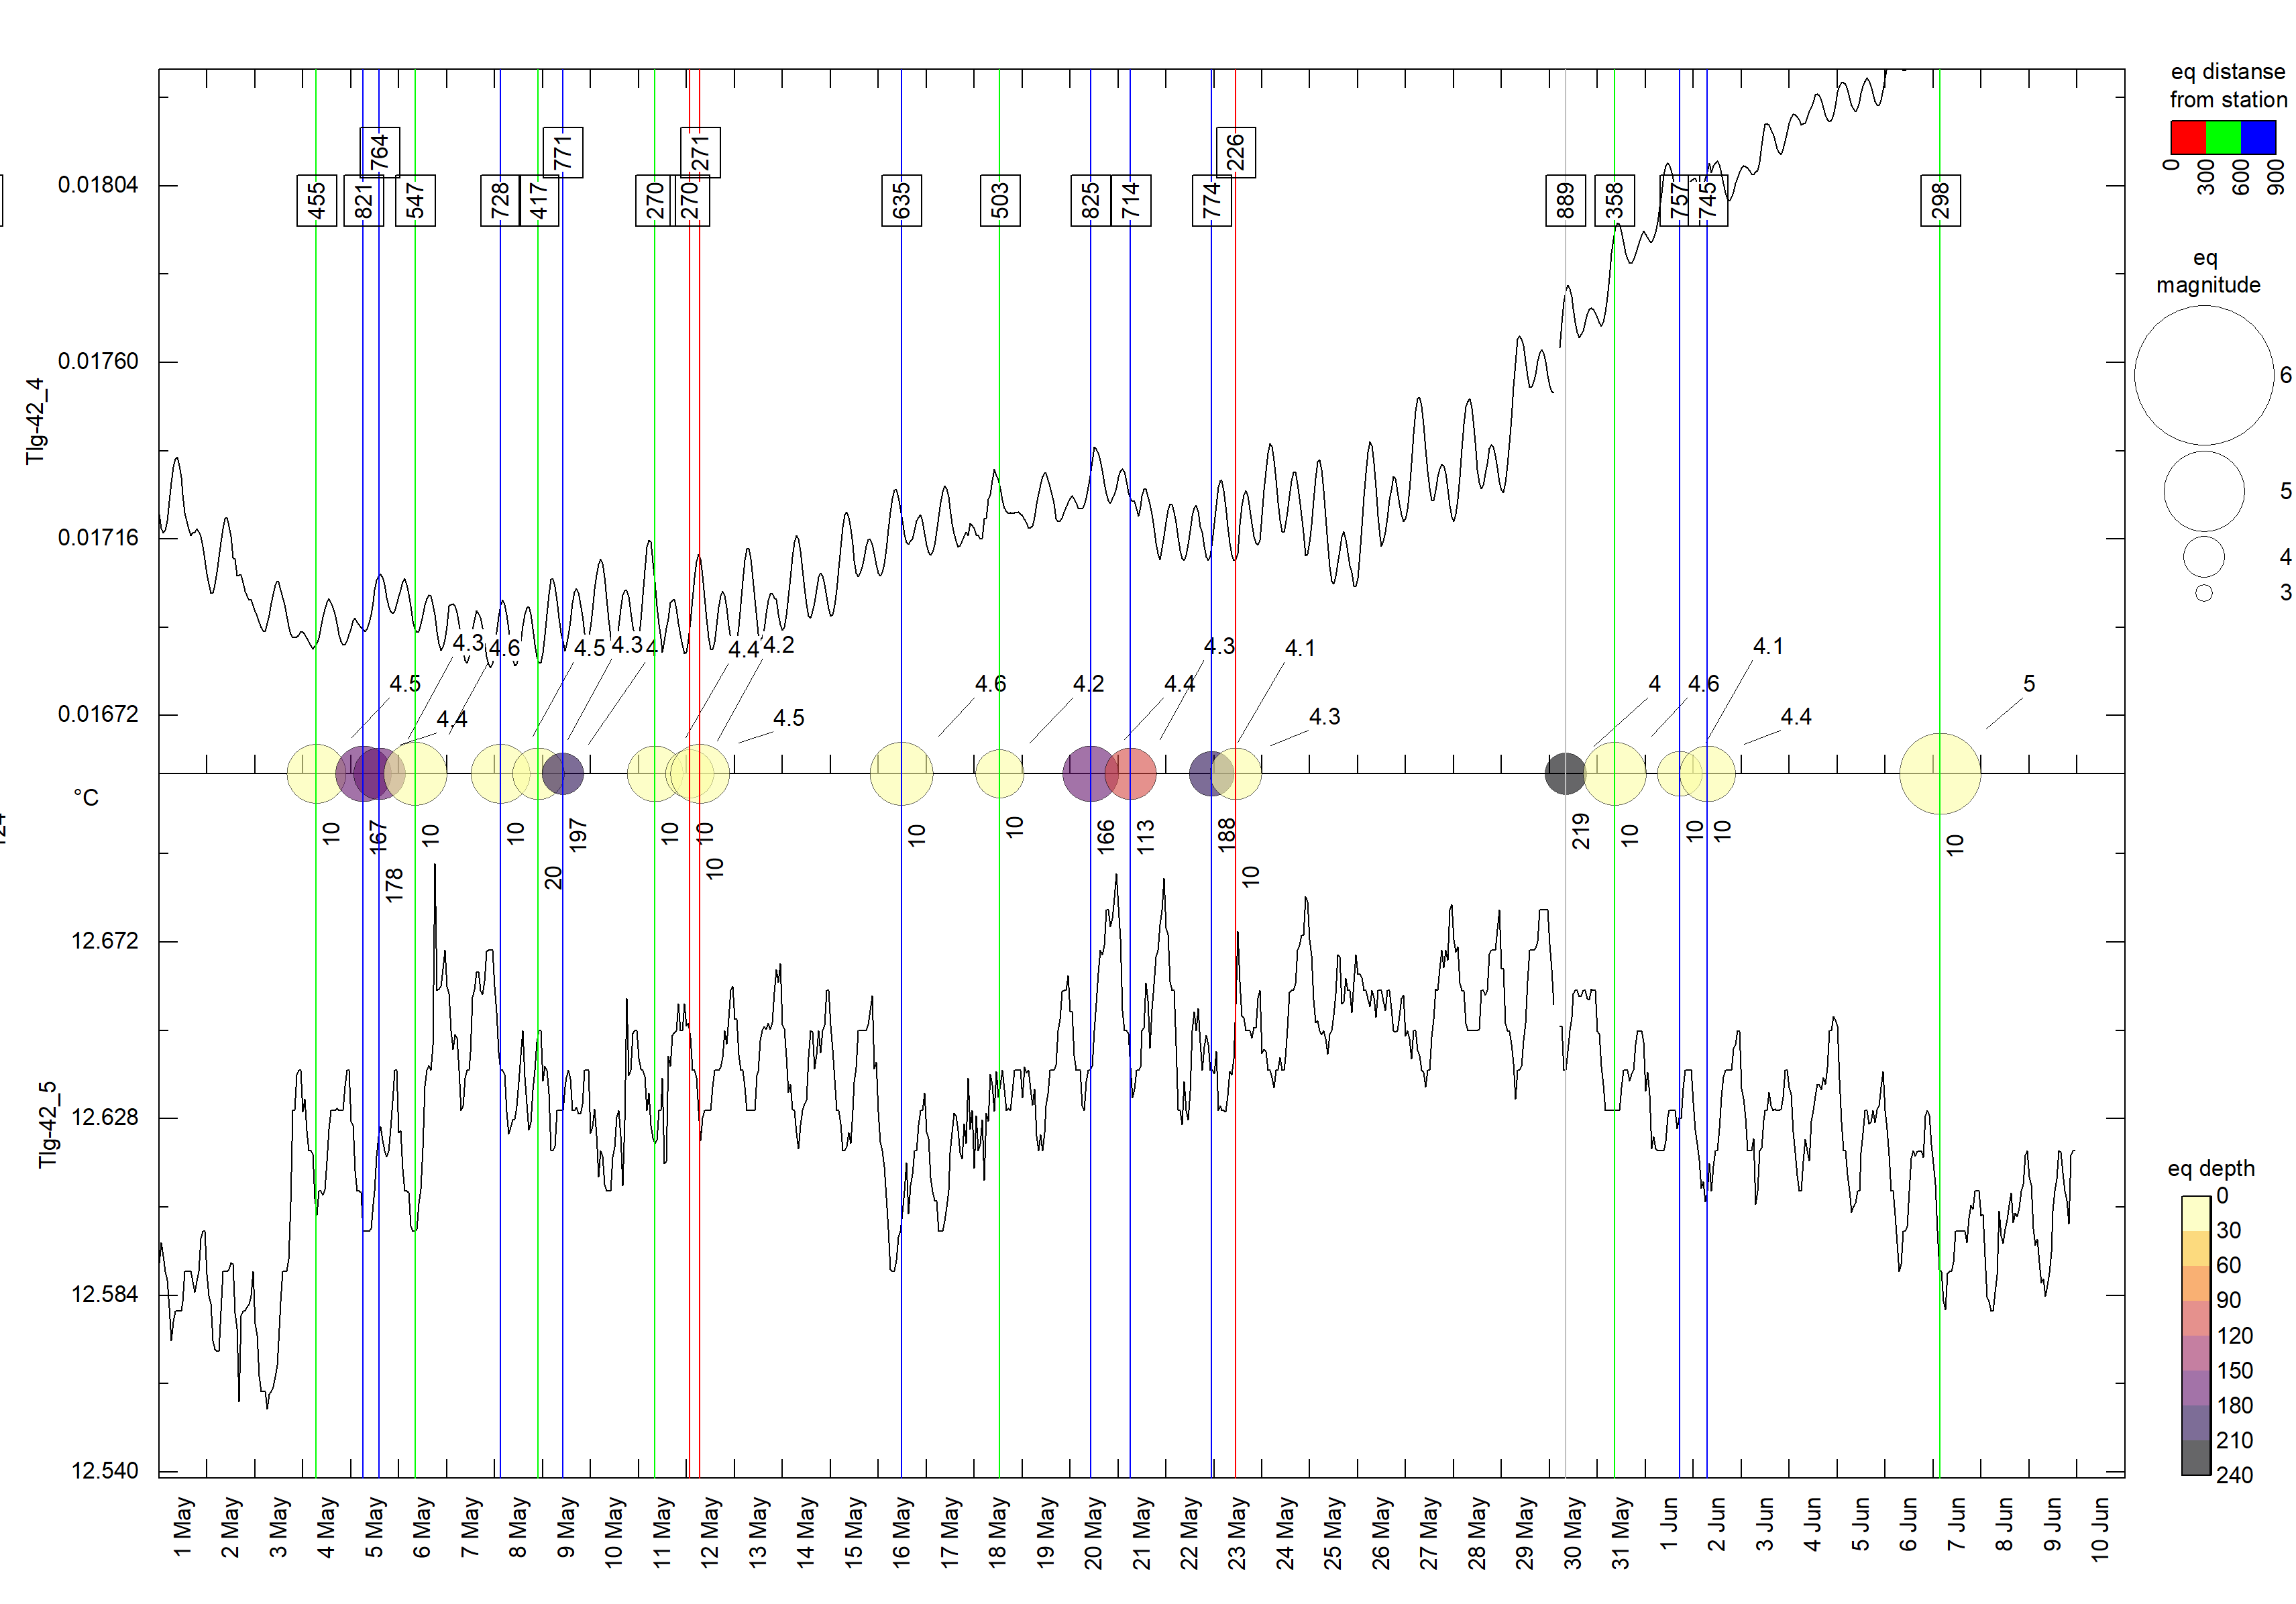 eq distanse
from station
0
300
600
900
764
771
271
226
455
821
547
728
417
270
270
635
503
825
714
774
889
358
757
745
298
0.01804
0.01760
0.01716
0.01672
Tlg-42_4
eq
magnitude
6
5
4
3
4.5
4.3
4.4
4.6
4.5
4.3
4
4.4
4.2
4.5
4.6
4.2
4.4
4.3
4.1
4.3
4
4.6
4.1
4.4
5
°C
10
167
178
10
10
20
197
10
10
10
10
10
166
113
188
10
219
10
10
10
10
12.672
12.628
12.584
12.540
Tlg-42_5
eq depth
0
30
60
90
120
150
180
210
240
1 May
2 May
3 May
4 May
5 May
6 May
7 May
8 May
9 May
10 May
11 May
12 May
13 May
14 May
15 May
16 May
17 May
18 May
19 May
20 May
21 May
22 May
23 May
24 May
25 May
26 May
27 May
28 May
29 May
30 May
31 May
1 Jun
2 Jun
3 Jun
4 Jun
5 Jun
6 Jun
7 Jun
8 Jun
9 Jun
10 Jun